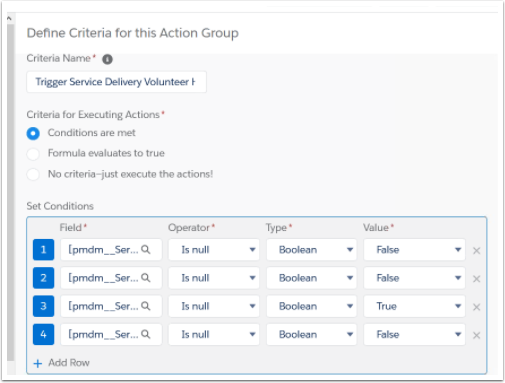 Define Criteria for this Action Group
Criteria Name*
Trigger Service Delivery Volunteer H
Criteria for Executing Actions*
Conditions are met
Formula evaluates to true
No criteria—just execute the actions!
Set Conditions
Field* Operator* Type* Value*
1 [pmdm__Ser... Is null Boolean False
2 [pmdm__Ser... Is null Boolean False
3 [pmdm__Ser... Is null Boolean True
4 [pmdm__Ser... Is null Boolean False
+ Add Row